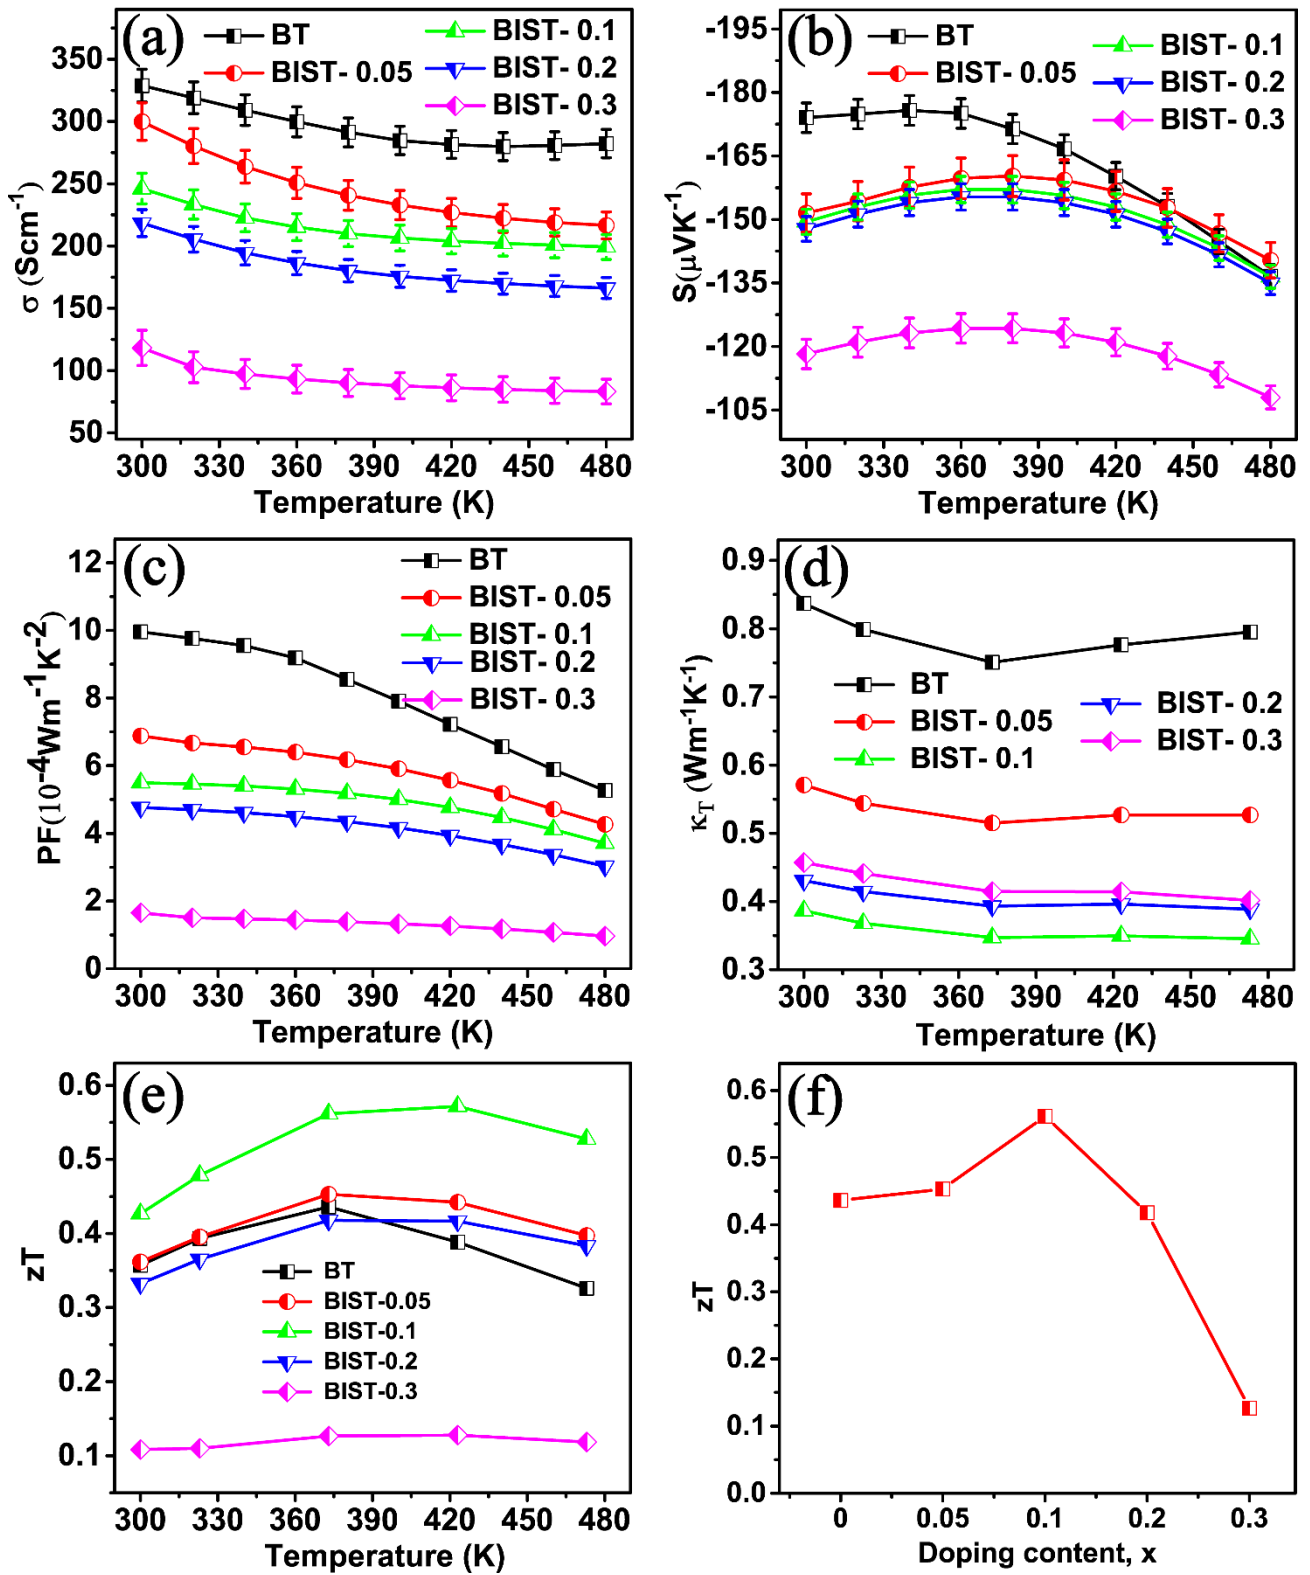 (a)
BT
BIST- 0.05
BIST- 0.1
BIST- 0.2
BIST- 0.3
350
300
250
200
150
100
50
σ (Scm⁻¹)
300 330 360 390 420 450 480
Temperature (K)
(b)
BT
BIST- 0.05
BIST- 0.1
BIST- 0.2
BIST- 0.3
-195
-180
-165
-150
-135
-120
-105
S(μVK⁻¹)
300 330 360 390 420 450 480
Temperature (K)
(c)
BT
BIST- 0.05
BIST- 0.1
BIST- 0.2
BIST- 0.3
12
10
8
6
4
2
0
PF(10⁻⁴Wm⁻¹K⁻²)
300 330 360 390 420 450 480
Temperature (K)
(d)
BT
BIST- 0.05
BIST- 0.1
BIST- 0.2
BIST- 0.3
0.9
0.8
0.7
0.6
0.5
0.4
0.3
κT (Wm⁻¹K⁻¹)
300 330 360 390 420 450 480
Temperature (K)
(e)
BT
BIST-0.05
BIST-0.1
BIST-0.2
BIST-0.3
0.6
0.5
0.4
0.3
0.2
0.1
zT
300 330 360 390 420 450 480
Temperature (K)
(f)
0.6
0.5
0.4
0.3
0.2
0.1
0.0
zT
0 0.05 0.1 0.2 0.3
Doping content, x